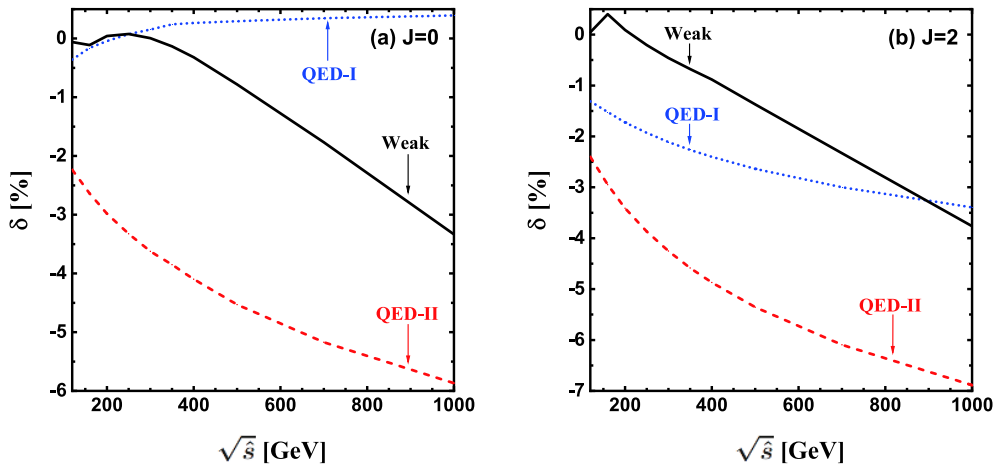 (a) J=0
QED-I
Weak
QED-II
δ [%]
0
-1
-2
-3
-4
-5
-6
200 400 600 800 1000
√ŝ [GeV]
(b) J=2
Weak
QED-I
QED-II
δ [%]
0
-1
-2
-3
-4
-5
-6
-7
200 400 600 800 1000
√ŝ [GeV]